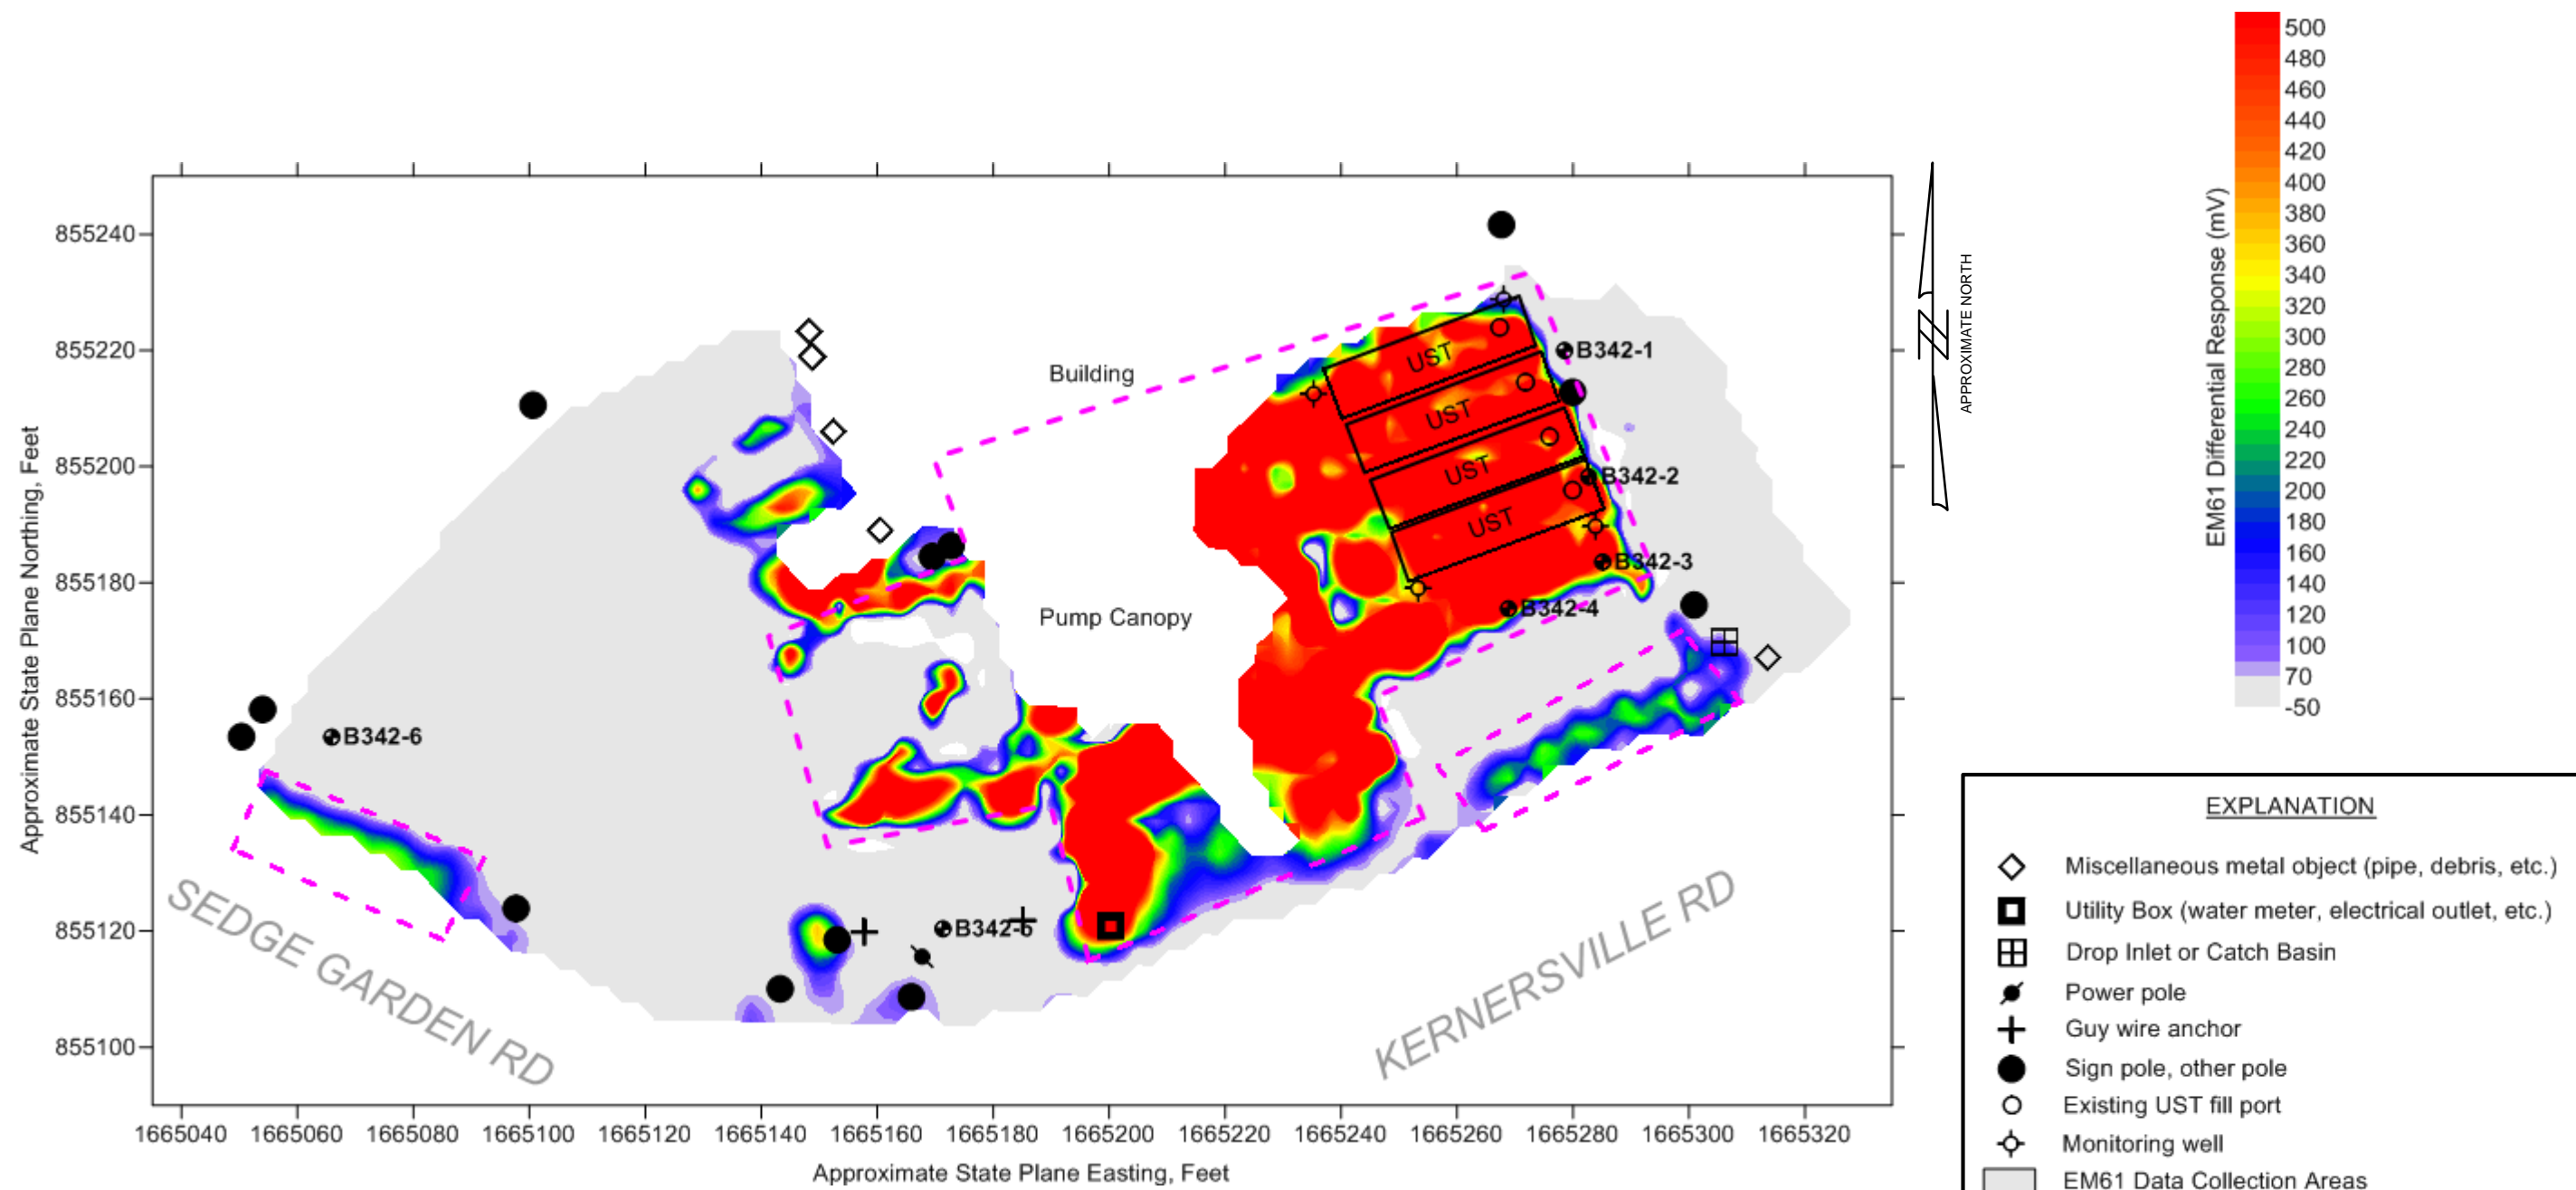 500
480
460
440
420
400
380
360
340
320
300
280
260
240
220
200
180
160
140
120
100
70
-50
EM61 Differential Response (mV)
APPROXIMATE NORTH
N
855240
855220
855200
855180
855160
855140
855120
855100
Approximate State Plane Northing, Feet
Building
Pump Canopy
UST
UST
UST
UST
B342-1
B342-2
B342-3
B342-4
B342-6
B342-6
SEDGE GARDEN RD
KERNERSVILLE RD
1665040 1665060 1665080 1665100 1665120 1665140 1665160 1665180 1665200 1665220 1665240 1665260 1665280 1665300 1665320
Approximate State Plane Easting, Feet
EXPLANATION
Miscellaneous metal object (pipe, debris, etc.)
Utility Box (water meter, electrical outlet, etc.)
Drop Inlet or Catch Basin
Power pole
Guy wire anchor
Sign pole, other pole
Existing UST fill port
Monitoring well
EM61 Data Collection Areas